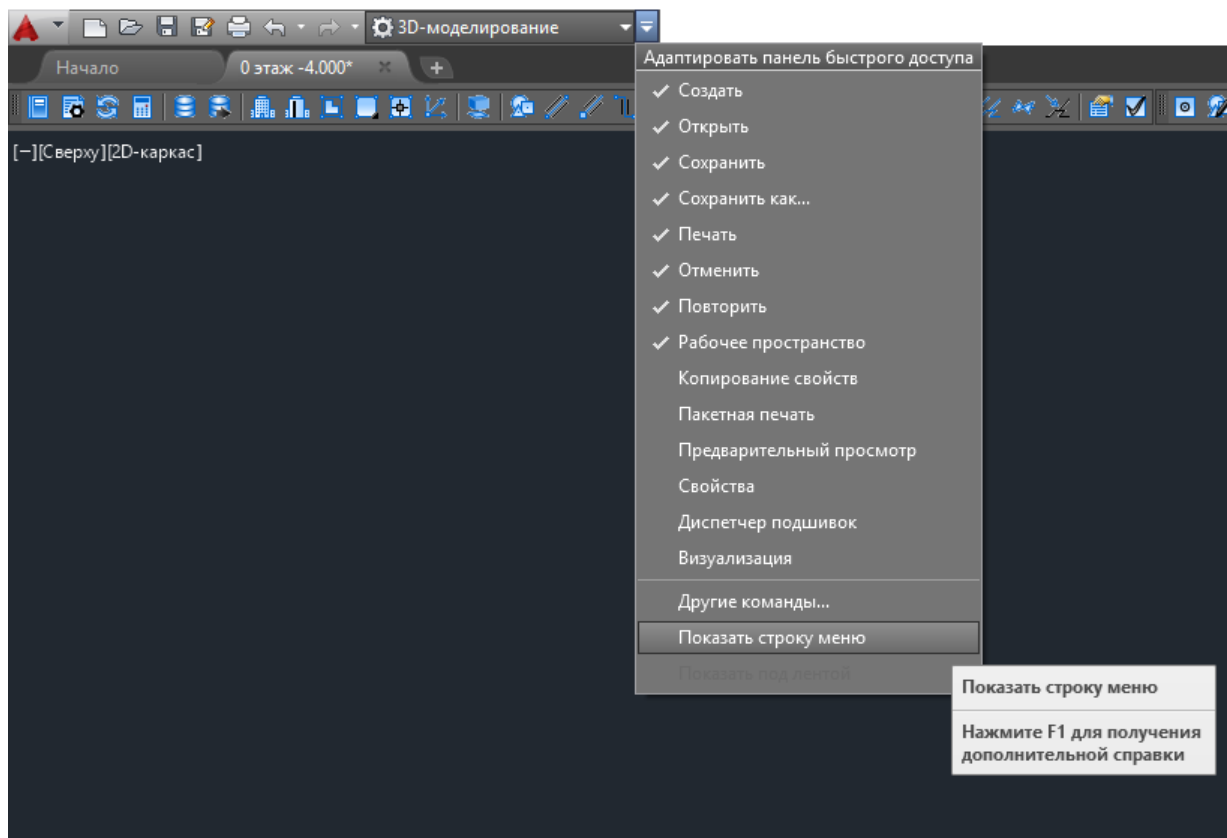 3D-моделирование
Начало
0 этаж -4.000*
[−][Сверху][2D-каркас]
Адаптировать панель быстрого доступа
Создать
Открыть
Сохранить
Сохранить как...
Печать
Отменить
Повторить
Рабочее пространство
Копирование свойств
Пакетная печать
Предварительный просмотр
Свойства
Диспетчер подшивок
Визуализация
Другие команды...
Показать строку меню
Показать под лентой
Показать строку меню
Нажмите F1 для получения
дополнительной справки